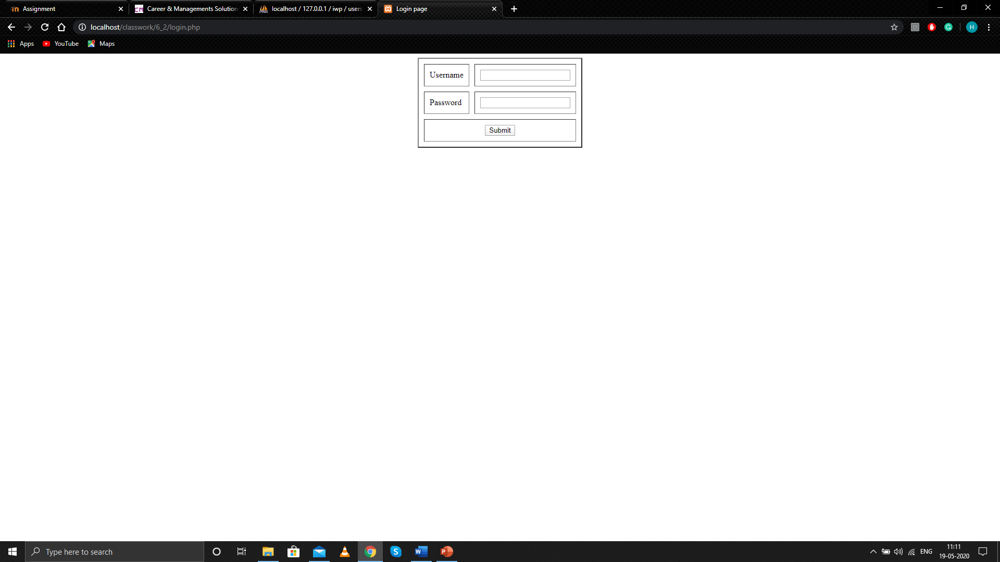 Assignment
Career & Managements Solution
localhost / 127.0.0.1 / iwp / users
Login page
localhost/classwork/6_2/login.php
H
Apps
YouTube
Maps
Username
Password
Submit
Type here to search
ENG
11:11
19-05-2020